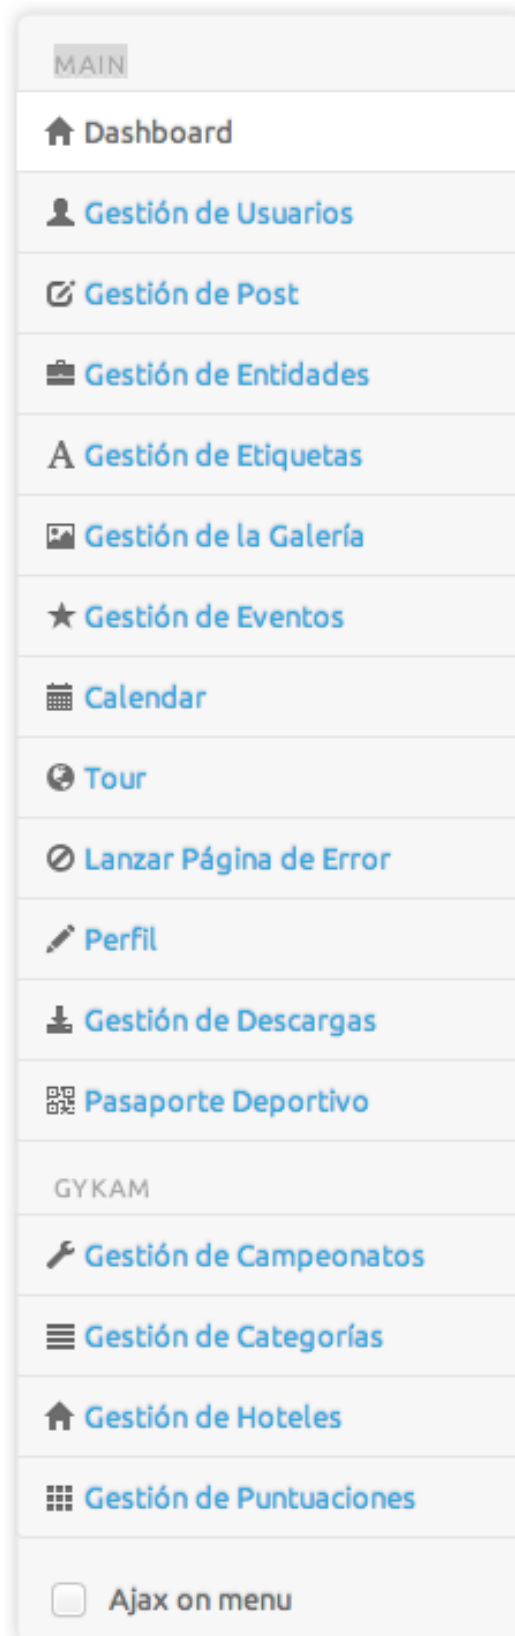 MAIN
Dashboard
Gestión de Usuarios
Gestión de Post
Gestión de Entidades
Gestión de Etiquetas
Gestión de la Galería
Gestión de Eventos
Calendar
Tour
Lanzar Página de Error
Perfil
Gestión de Descargas
Pasaporte Deportivo
GYKAM
Gestión de Campeonatos
Gestión de Categorías
Gestión de Hoteles
Gestión de Puntuaciones
Ajax on menu